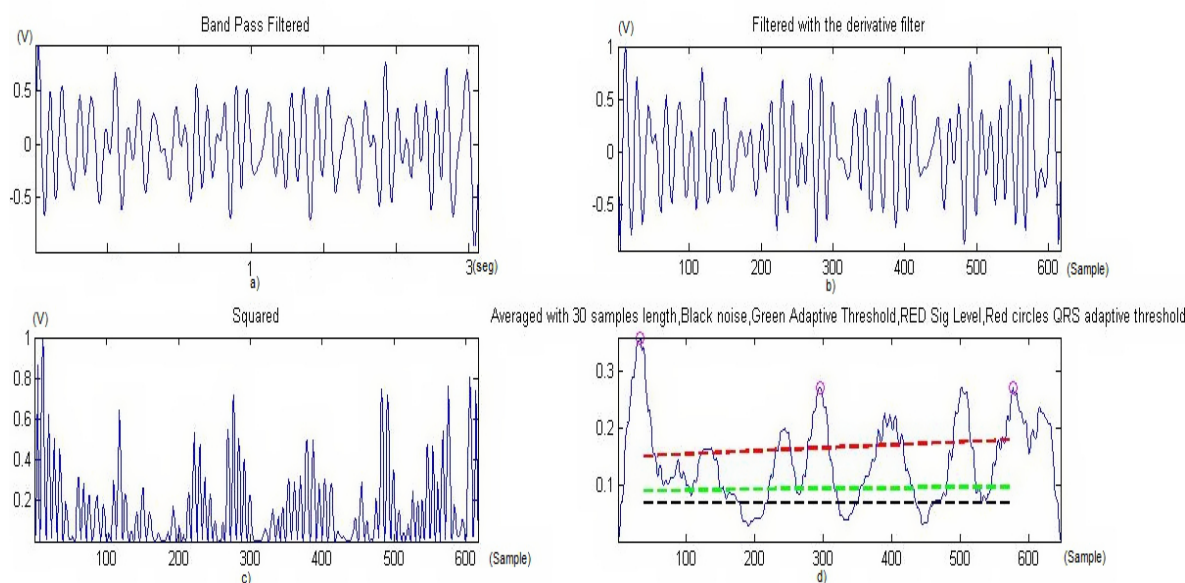 Band Pass Filtered
(V)
1
0.5
0
-0.5
1
3(seg)
a)
Filtered with the derivative filter
(V)
1
0.5
0
-0.5
100 200 300 400 500 600 (Sample)
b)
Squared
(V)
1
0.8
0.6
0.4
0.2
100 200 300 400 500 600 (Sample)
c)
Averaged with 30 samples length,Black noise,Green Adaptive Threshold,RED Sig Level,Red circles QRS adaptive threshold
0.3
0.2
0.1
100 200 300 400 500 600 (Sample)
d)